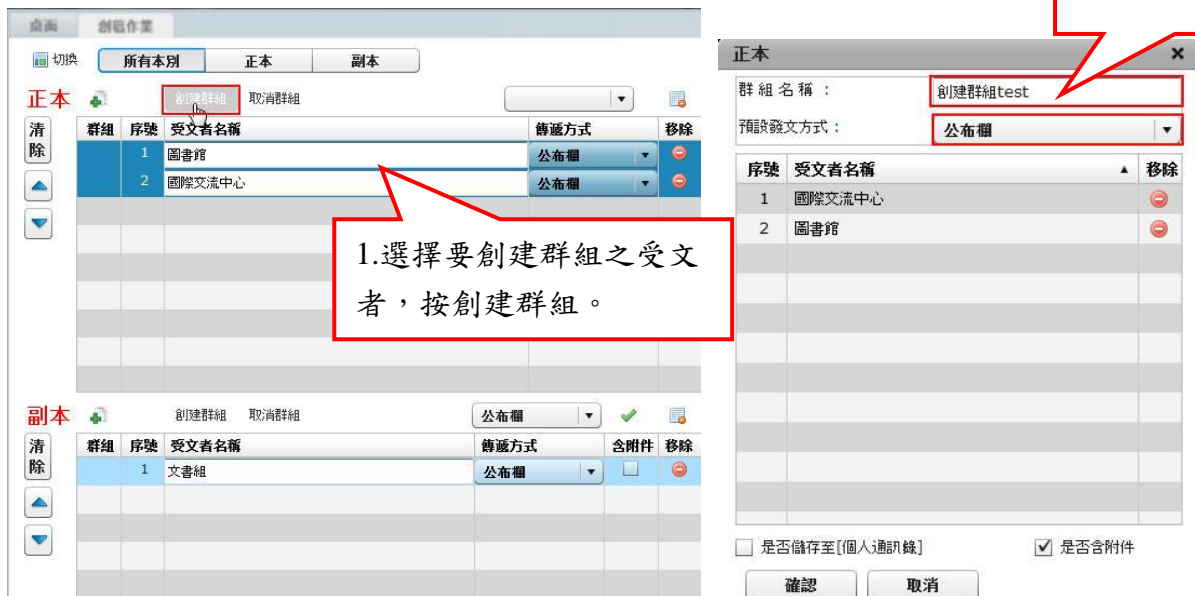 桌面 創稿作業
切換 所有本別 正本 副本
正本 創建群組 取消群組
清除 群組 序號 受文者名稱 傳遞方式 移除
1 圖書館 公布欄
2 國際交流中心 公布欄
1.選擇要創建群組之受文
者，按創建群組。
副本 創建群組 取消群組 公布欄
清除 群組 序號 受文者名稱 傳遞方式 含附件 移除
1 文書組 公布欄
正本
群組名稱： 創建群組test
預設發文方式： 公布欄
序號 受文者名稱 移除
1 國際交流中心
2 圖書館
是否儲存至[個人通訊錄] 是否含附件
確認 取消